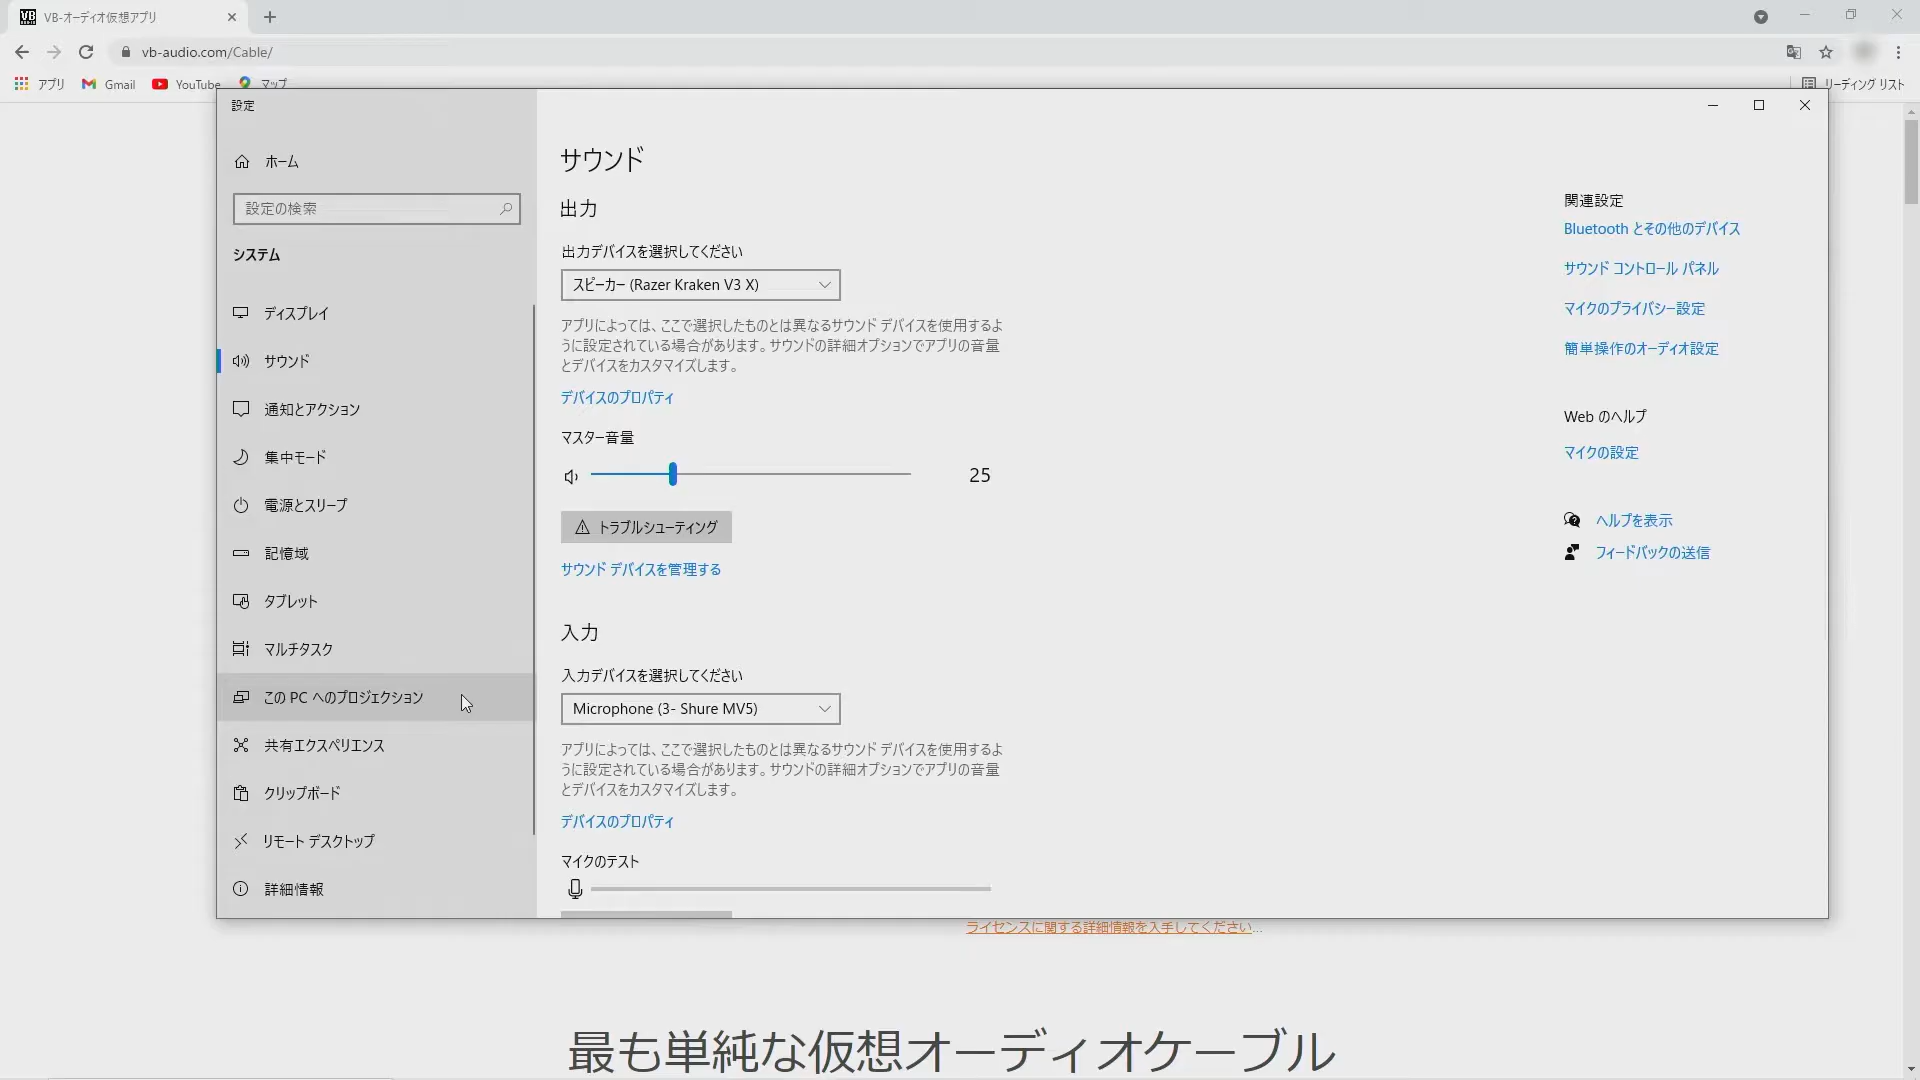 VB-オーディオ仮想アプリ
vb-audio.com/Cable/
アプリ
Gmail
YouTube
マップ
リーディング リスト
設定
ホーム
設定の検索
システム
ディスプレイ
サウンド
通知とアクション
集中モード
電源とスリープ
記憶域
タブレット
マルチタスク
この PC へのプロジェクション
共有エクスペリエンス
クリップボード
リモート デスクトップ
詳細情報
サウンド
出力
出力デバイスを選択してください
スピーカー (Razer Kraken V3 X)
アプリによっては、ここで選択したものとは異なるサウンド デバイスを使用するよ
うに設定されている場合があります。サウンドの詳細オプションでアプリの音量
とデバイスをカスタマイズします。
デバイスのプロパティ
マスター音量
25
トラブルシューティング
サウンド デバイスを管理する
入力
入力デバイスを選択してください
Microphone (3- Shure MV5)
アプリによっては、ここで選択したものとは異なるサウンド デバイスを使用するよ
うに設定されている場合があります。サウンドの詳細オプションでアプリの音量
とデバイスをカスタマイズします。
デバイスのプロパティ
マイクのテスト
関連設定
Bluetooth とその他のデバイス
サウンド コントロール パネル
マイクのプライバシー設定
簡単操作のオーディオ設定
Web のヘルプ
マイクの設定
ヘルプを表示
フィードバックの送信
ライセンスに関する詳細情報を入手してください...
最も単純な仮想オーディオケーブル